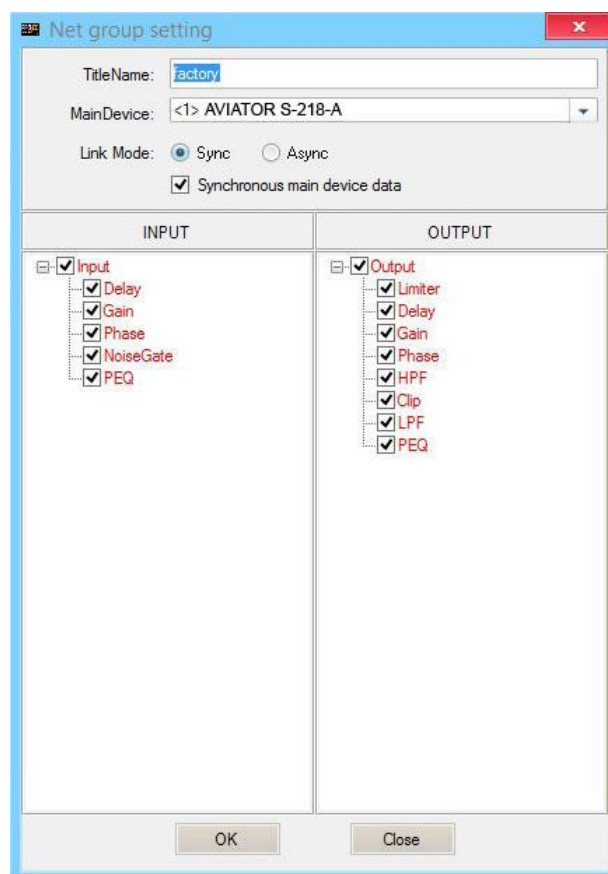 Net group setting
TitleName: factory
MainDevice: <1> AVIATOR S-218-A
Link Mode: Sync Async
Synchronous main device data
INPUT OUTPUT
Input
Delay
Gain
Phase
NoiseGate
PEQ
Output
Limiter
Delay
Gain
Phase
HPF
Clip
LPF
PEQ
OK Close